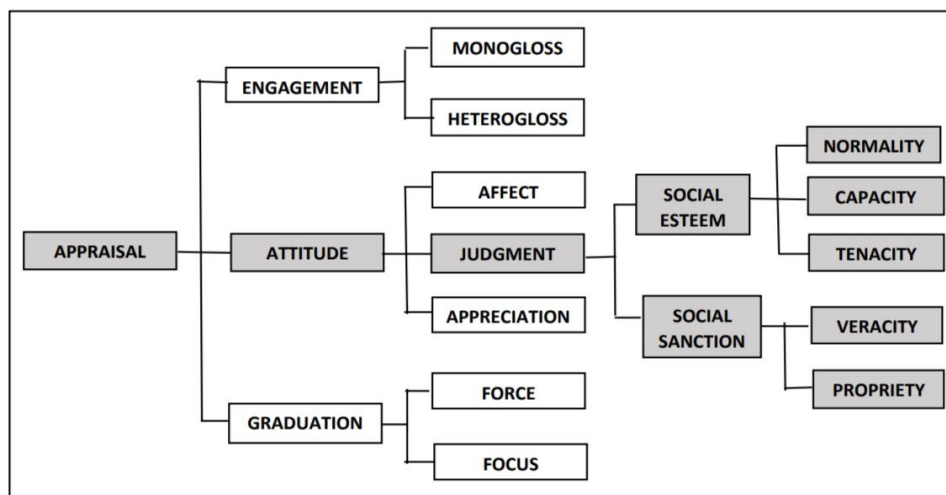 MONOGLOSS
ENGAGEMENT
HETEROGLOSS
NORMALITY
AFFECT
SOCIAL
ESTEEM
CAPACITY
APPRAISAL
ATTITUDE
JUDGMENT
TENACITY
APPRECIATION
SOCIAL
SANCTION
VERACITY
FORCE
PROPRIETY
GRADUATION
FOCUS